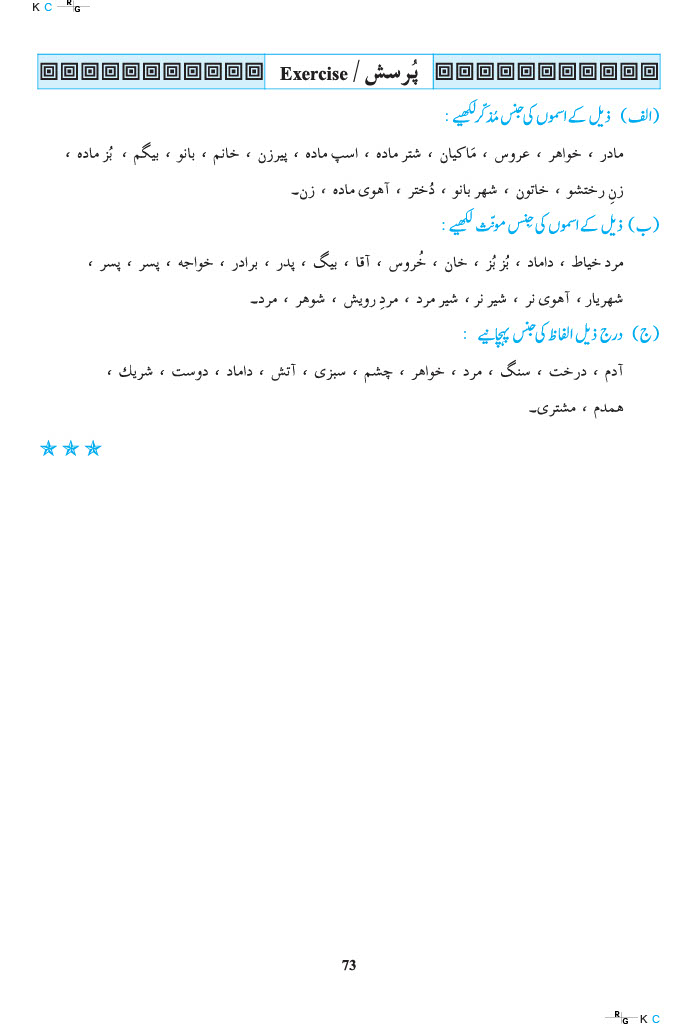 K C R G
پُرسش / Exercise
(الف) ذیل کے اسموں کی جنس مُذکّر لکھیے :
مادر ، خواهر ، عروس ، مَاکیان ، شتر ماده ، اسپ ماده ، پیرزن ، خانم ، بانو ، بیگم ، بُز ماده ،
زنِ رختشو ، خاتون ، شهر بانو ، دُختر ، آهوی ماده ، زن۔
(ب) ذیل کے اسموں کی جِنس مونّث لکھیے :
مرد خیاط ، داماد ، بُز بُز ، خان ، خُروس ، آقا ، بیگ ، پدر ، برادر ، خواجه ، پسر ، پسر ،
شهریار ، آهوی نر ، شیر نر ، شیر مرد ، مردِ رویش ، شوهر ، مرد۔
(ج) درج ذیل الفاظ کی جنس پہچانیے :
آدم ، درخت ، سنگ ، مرد ، خواهر ، چشم ، سبزی ، آتش ، داماد ، دوست ، شریك ،
همدم ، مشتری۔
73
R G K C